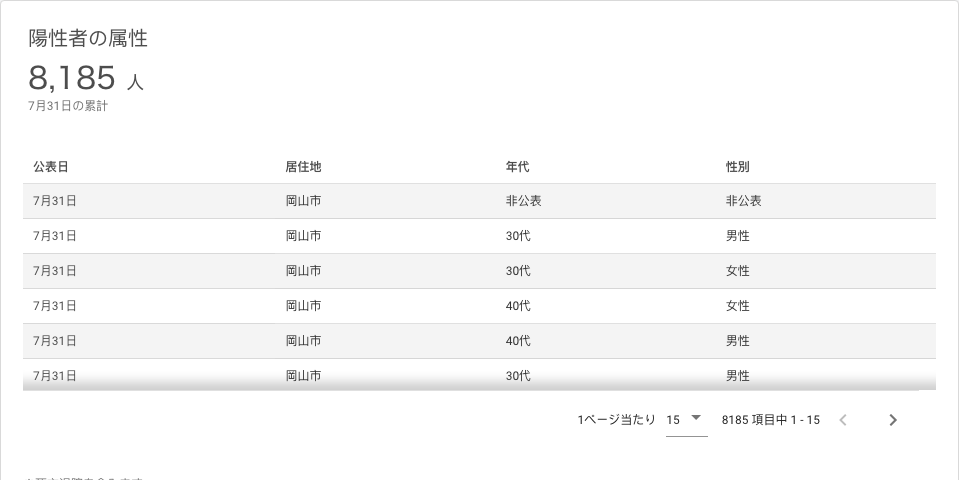 陽性者の属性
8,185 人
7月31日の累計
公表日 居住地 年代 性別
7月31日 岡山市 非公表 非公表
7月31日 岡山市 30代 男性
7月31日 岡山市 30代 女性
7月31日 岡山市 40代 女性
7月31日 岡山市 40代 男性
7月31日 岡山市 30代 男性
1ページ当たり 15 8185 項目中 1 - 15